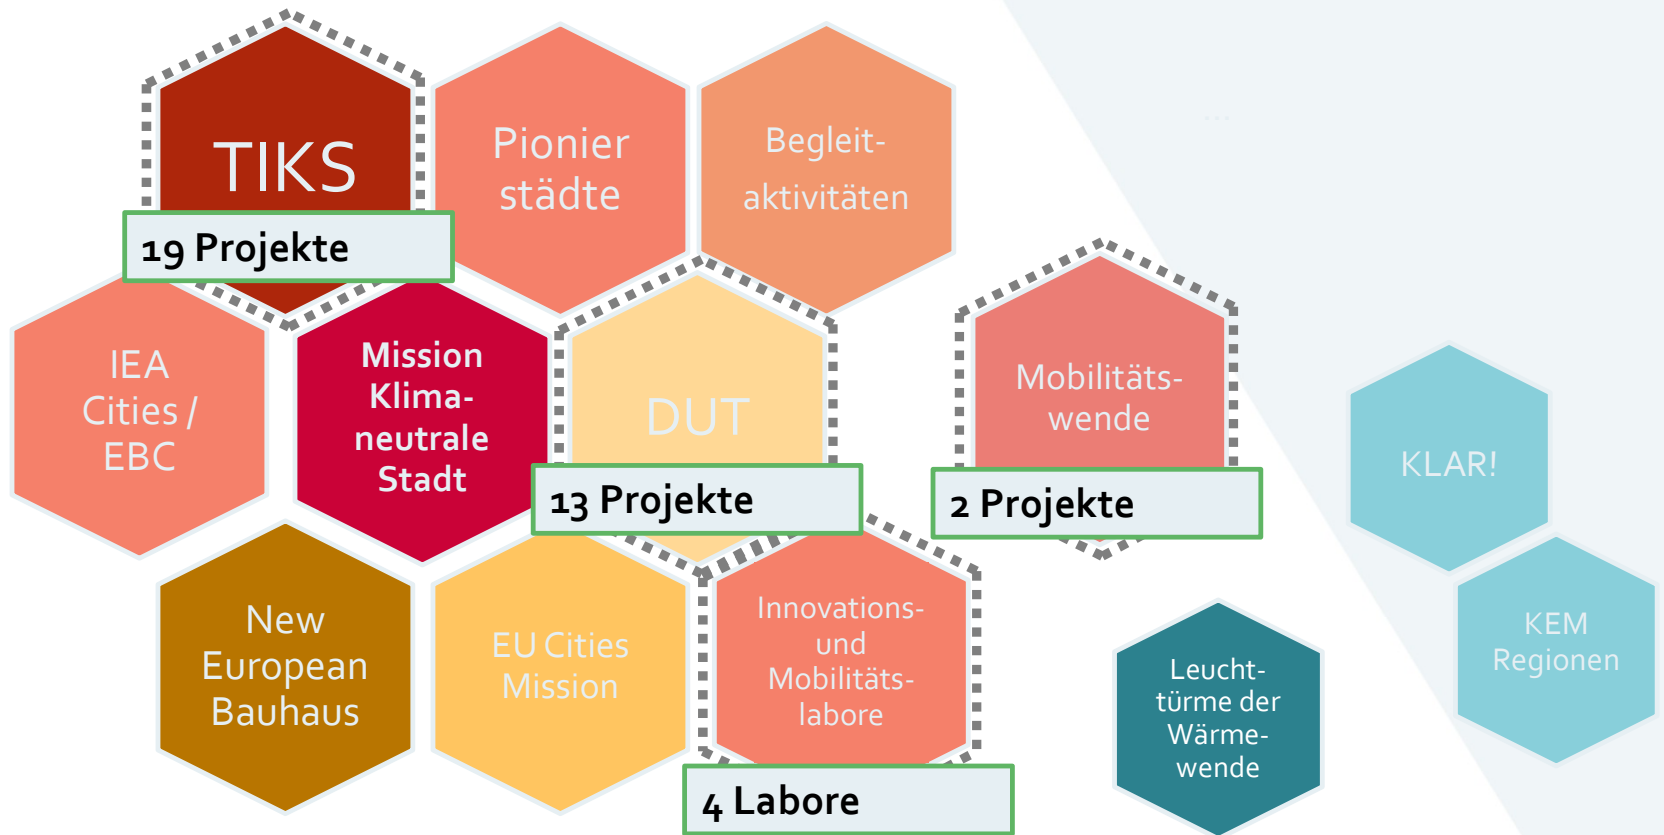 TIKS
19 Projekte
Pionier
städte
Begleit-
aktivitäten
...
IEA
Cities /
EBC
Mission
Klima-
neutrale
Stadt
DUT
13 Projekte
Mobilitäts-
wende
2 Projekte
KLAR!
KEM
Regionen
New
European
Bauhaus
EU Cities
Mission
Innovations-
und
Mobilitäts-
labore
4 Labore
Leucht-
türme der
Wärme-
wende